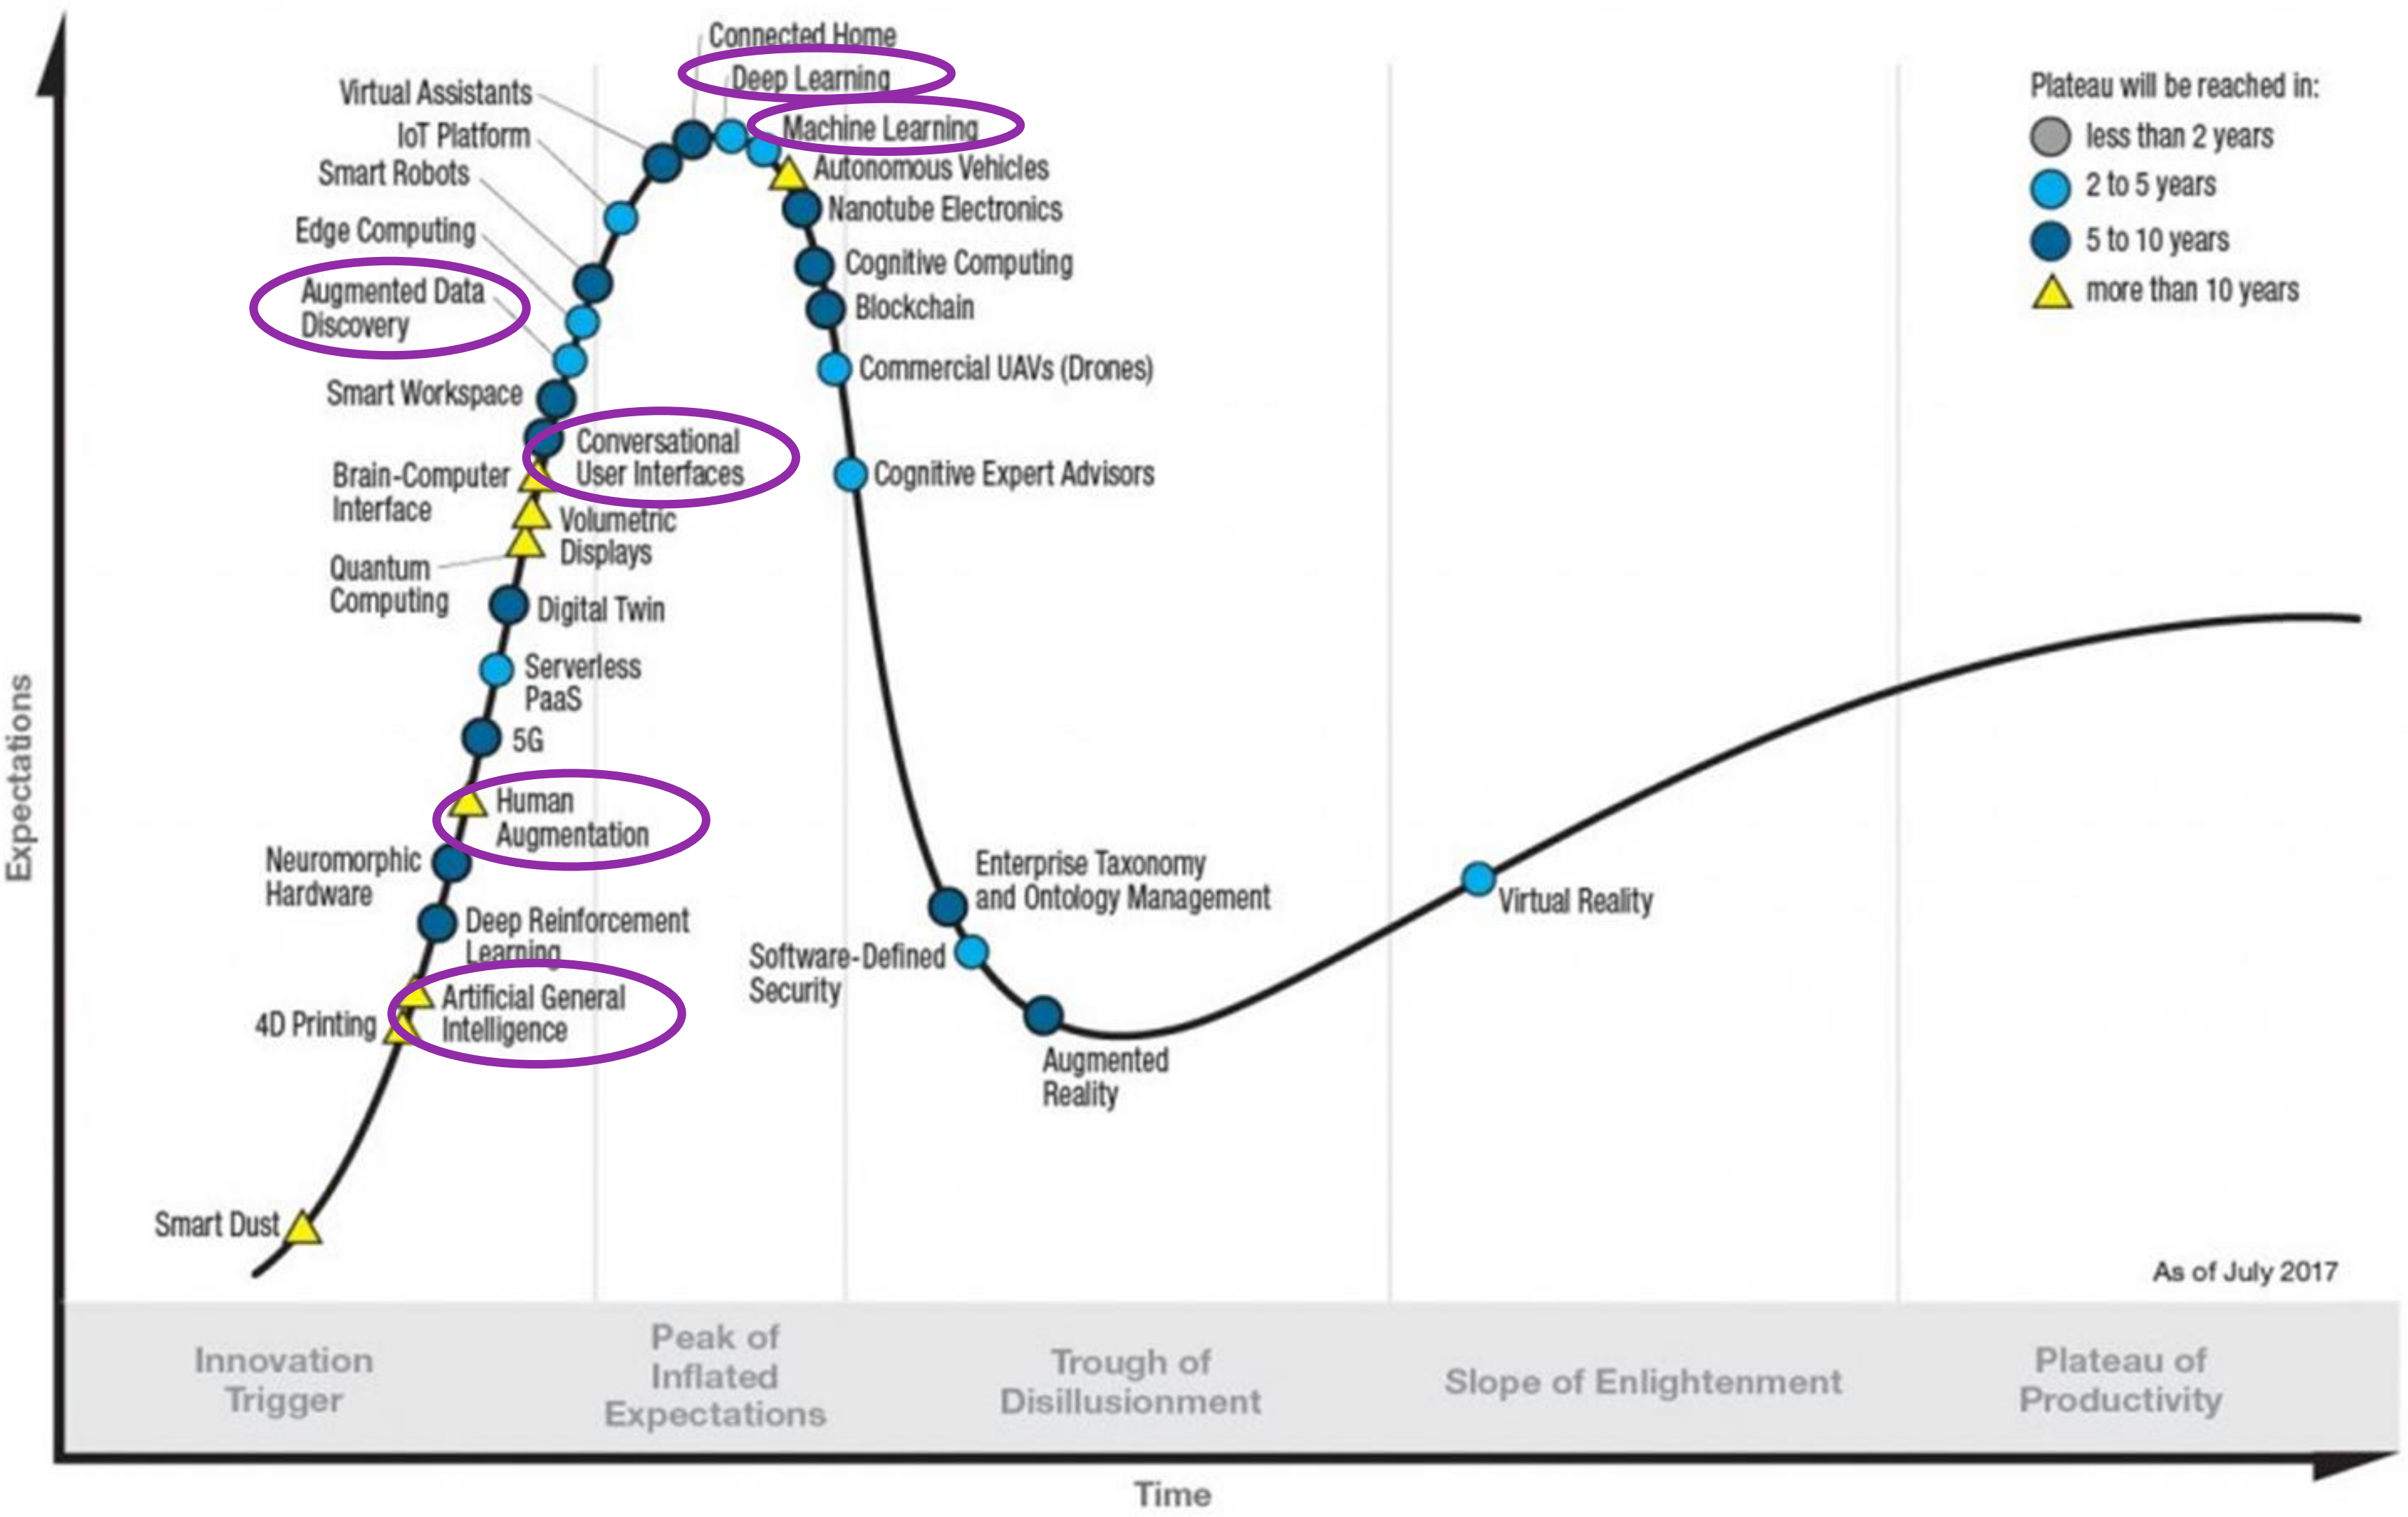 Connected Home
Deep Learning
Virtual Assistants
Machine Learning
IoT Platform
Autonomous Vehicles
Smart Robots
Nanotube Electronics
Edge Computing
Cognitive Computing
Augmented Data
Discovery
Blockchain
Commercial UAVs (Drones)
Smart Workspace
Conversational
User Interfaces
Cognitive Expert Advisors
Brain-Computer
Interface
Volumetric
Displays
Quantum
Computing
Digital Twin
Serverless
PaaS
5G
Human
Augmentation
Neuromorphic
Hardware
Deep Reinforcement
Learning
Artificial General
Intelligence
4D Printing
Smart Dust
Enterprise Taxonomy
and Ontology Management
Software-Defined
Security
Augmented
Reality
Virtual Reality
Plateau will be reached in:
less than 2 years
2 to 5 years
5 to 10 years
more than 10 years
As of July 2017
Expectations
Innovation
Trigger
Peak of
Inflated
Expectations
Trough of
Disillusionment
Slope of Enlightenment
Plateau of
Productivity
Time